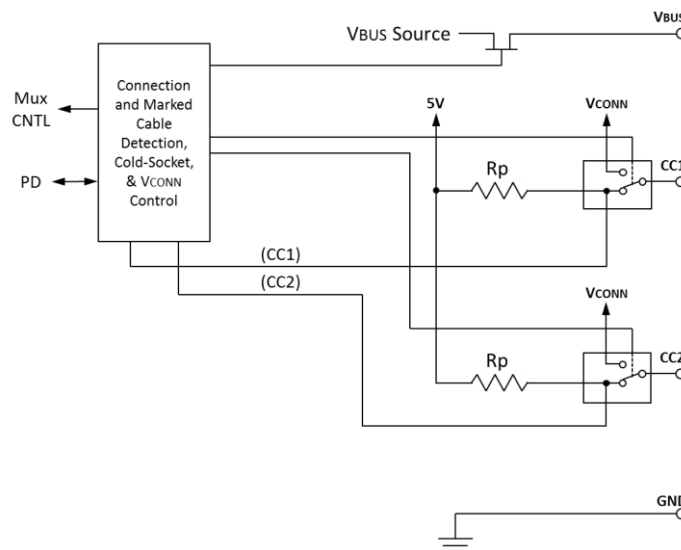 VBUS
VBUS Source
Mux
CNTL
PD
Connection
and Marked
Cable
Detection,
Cold-Socket,
& VCONN
Control
5V
VCONN
Rp
CC1
(CC1)
(CC2)
VCONN
Rp
CC2
GND